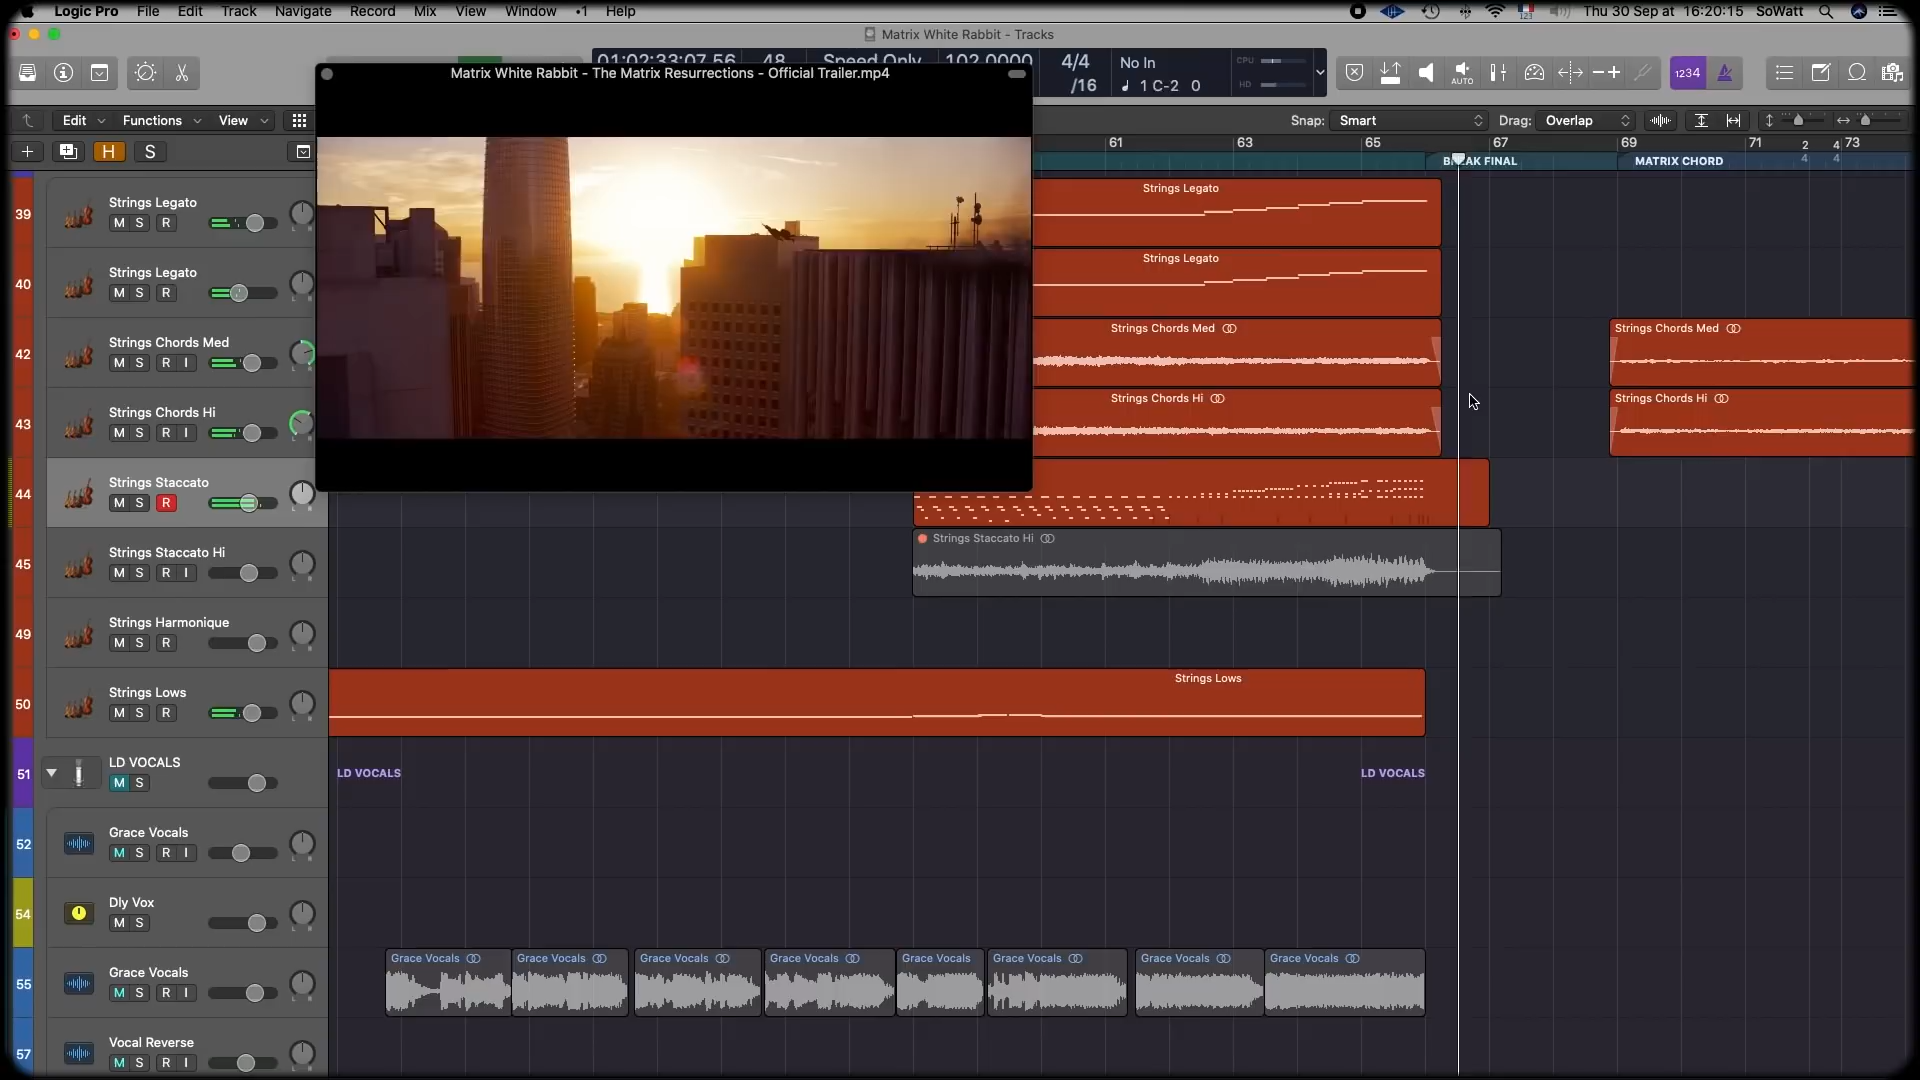 Logic Pro File Edit Track Navigate Record Mix View Window •1 Help
Thu 30 Sep at 16:20:15 SoWatt
Matrix White Rabbit - Tracks
01:02:33:07.56 48 Speed Only 102.0000 4/4 No In CPU
/16 1 C-2 0 HD
AUTO 1234
Matrix White Rabbit - The Matrix Resurrections - Official Trailer.mp4
Edit Functions View
Snap: Smart Drag: Overlap
H S
61 63 65 67 69 71 2 4 4 4 73
BREAK FINAL MATRIX CHORD
39 Strings Legato M S R
Strings Legato
40 Strings Legato M S R
Strings Legato
42 Strings Chords Med M S R I
Strings Chords Med Strings Chords Med
43 Strings Chords Hi M S R I
Strings Chords Hi Strings Chords Hi
44 Strings Staccato M S R
45 Strings Staccato Hi M S R I
Strings Staccato Hi
49 Strings Harmonique M S R
50 Strings Lows M S R
Strings Lows
51 LD VOCALS M S
LD VOCALS LD VOCALS
52 Grace Vocals M S R I
54 Dly Vox M S
55 Grace Vocals M S R I
Grace Vocals Grace Vocals Grace Vocals Grace Vocals Grace Vocals Grace Vocals Grace Vocals Grace Vocals
57 Vocal Reverse M S R I